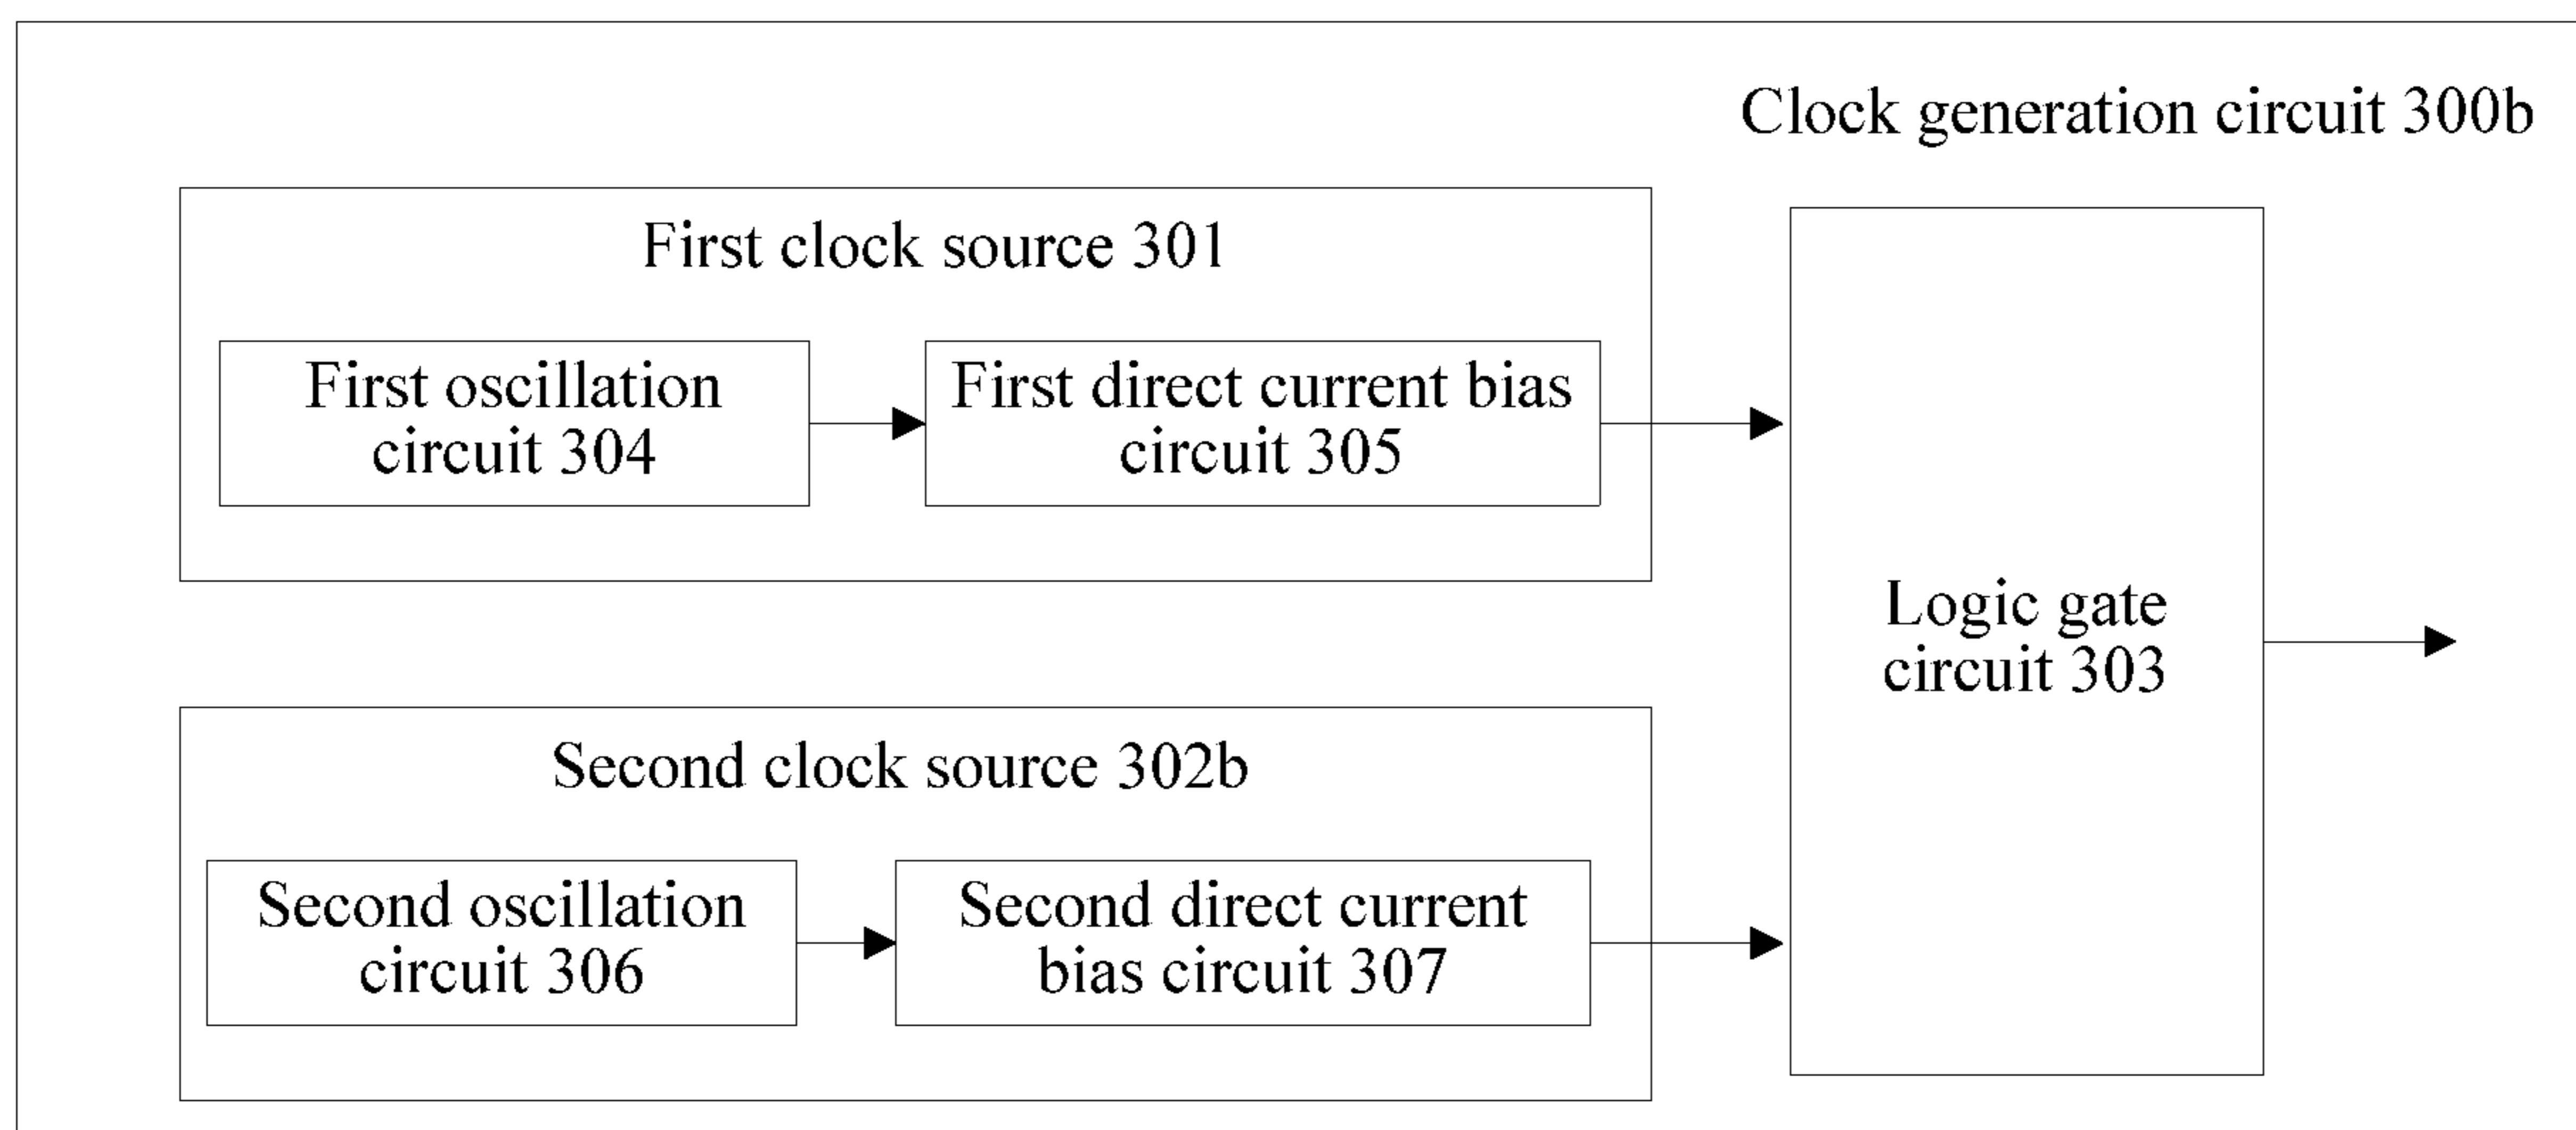 Clock generation circuit 300b
First clock source 301
First oscillation
circuit 304
First direct current bias
circuit 305
Logic gate
circuit 303
Second clock source 302b
Second oscillation
circuit 306
Second direct current
bias circuit 307